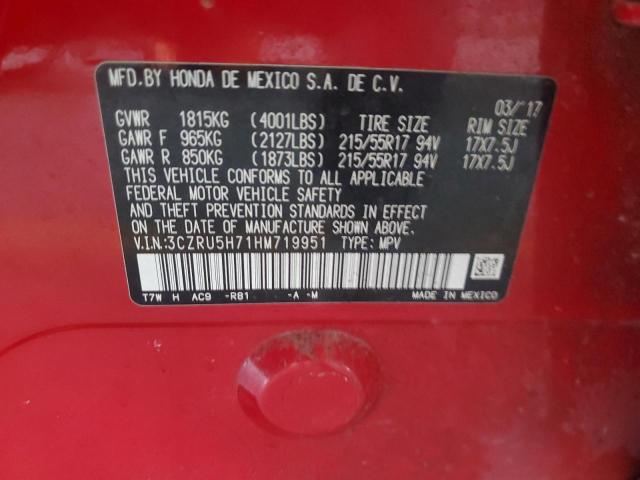 MFD.BY HONDA DE MEXICO S.A. DE C.V.
03/17
GVWR 1815KG (4001LBS) TIRE SIZE RIM SIZE
GAWR F 965KG (2127LBS) 215/55R17 94V 17X7.5J
GAWR R 850KG (1873LBS) 215/55R17 94V 17X7.5J
THIS VEHICLE CONFORMS TO ALL APPLICABLE
FEDERAL MOTOR VEHICLE SAFETY
AND THEFT PREVENTION STANDARDS IN EFFECT
ON THE DATE OF MANUFACTURE SHOWN ABOVE.
V.I.N.:3CZRU5H71HM719951 TYPE: MPV
T7W H AC9 -R81 -A -M
MADE IN MEXICO